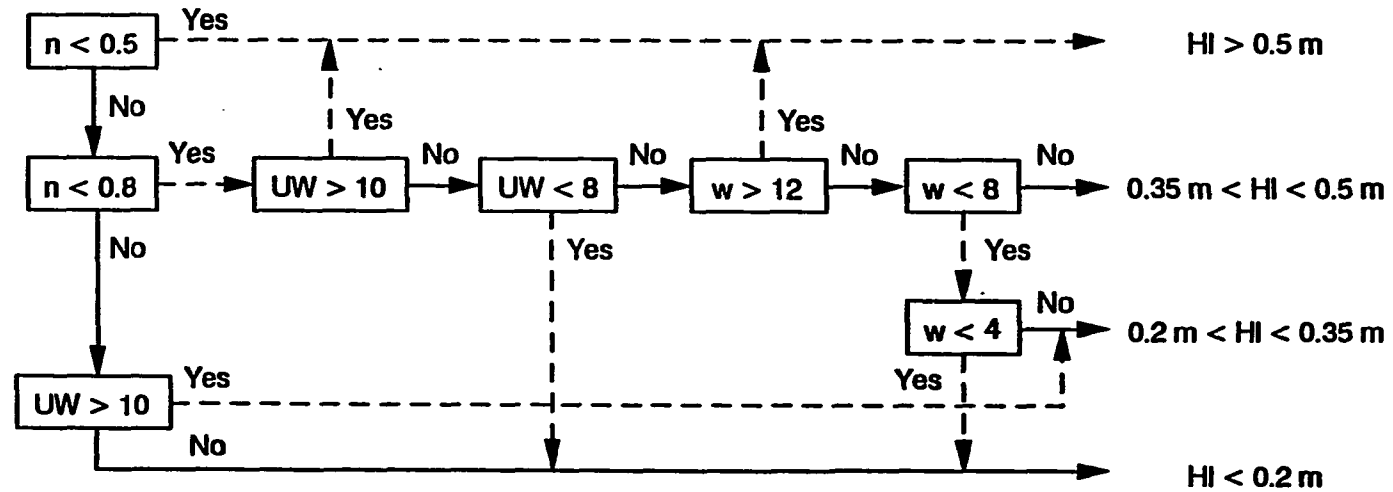 Yes
n < 0.5
HI > 0.5 m
No
Yes
Yes
Yes
No
No
No
No
n < 0.8
UW > 10
UW < 8
w > 12
w < 8
0.35 m < HI < 0.5 m
No
Yes
Yes
No
w < 4
0.2 m < HI < 0.35 m
Yes
Yes
UW > 10
No
HI < 0.2 m